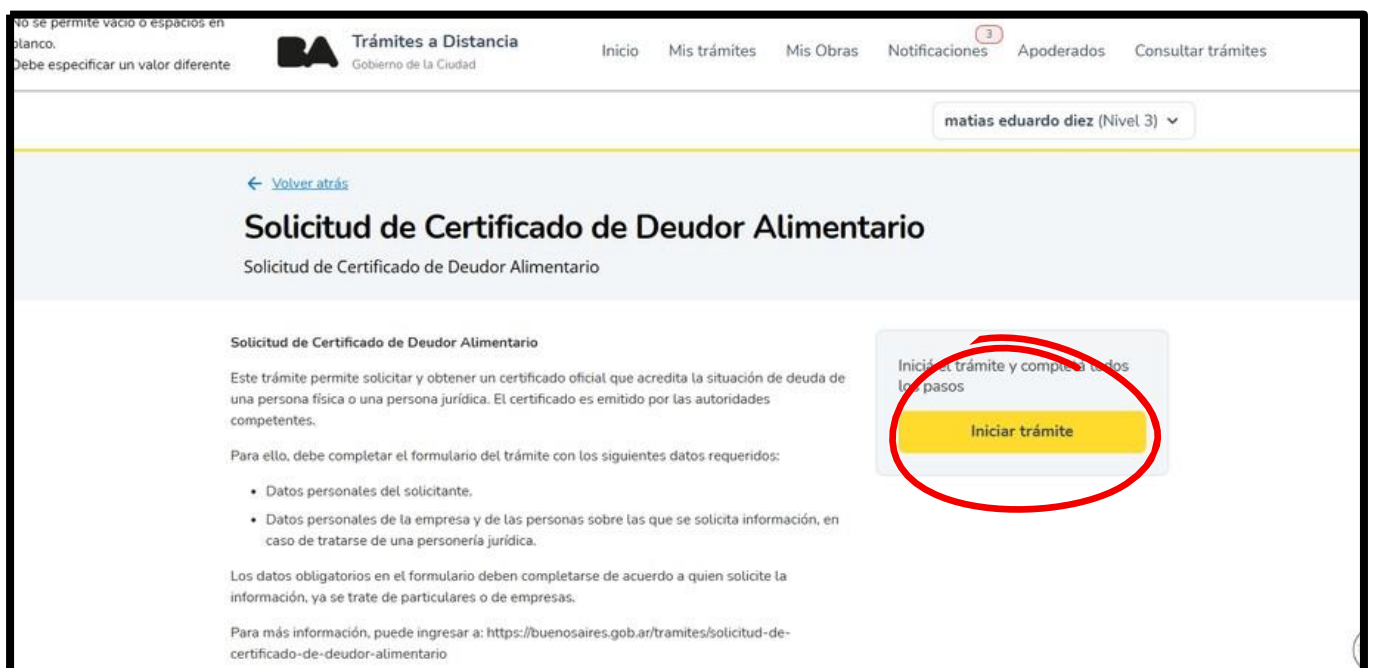 No se permite vacío o espacios en
blanco.
Debe especificar un valor diferente
BA
Trámites a Distancia
Gobierno de la Ciudad
Inicio
Mis trámites
Mis Obras
Notificaciones
3
Apoderados
Consultar trámites
matias eduardo diez (Nivel 3)
← Volver atrás
Solicitud de Certificado de Deudor Alimentario
Solicitud de Certificado de Deudor Alimentario
Solicitud de Certificado de Deudor Alimentario
Este trámite permite solicitar y obtener un certificado oficial que acredita la situación de deuda de
una persona física o una persona jurídica. El certificado es emitido por las autoridades
competentes.
Para ello, debe completar el formulario del trámite con los siguientes datos requeridos:
• Datos personales del solicitante.
• Datos personales de la empresa y de las personas sobre las que se solicita información, en
caso de tratarse de una personería jurídica.
Los datos obligatorios en el formulario deben completarse de acuerdo a quien solicite la
información, ya se trate de particulares o de empresas.
Para más información, puede ingresar a: https://buenosaires.gob.ar/tramites/solicitud-de-
certificado-de-deudor-alimentario
Iniciá el trámite y completá todos
los pasos
Iniciar trámite